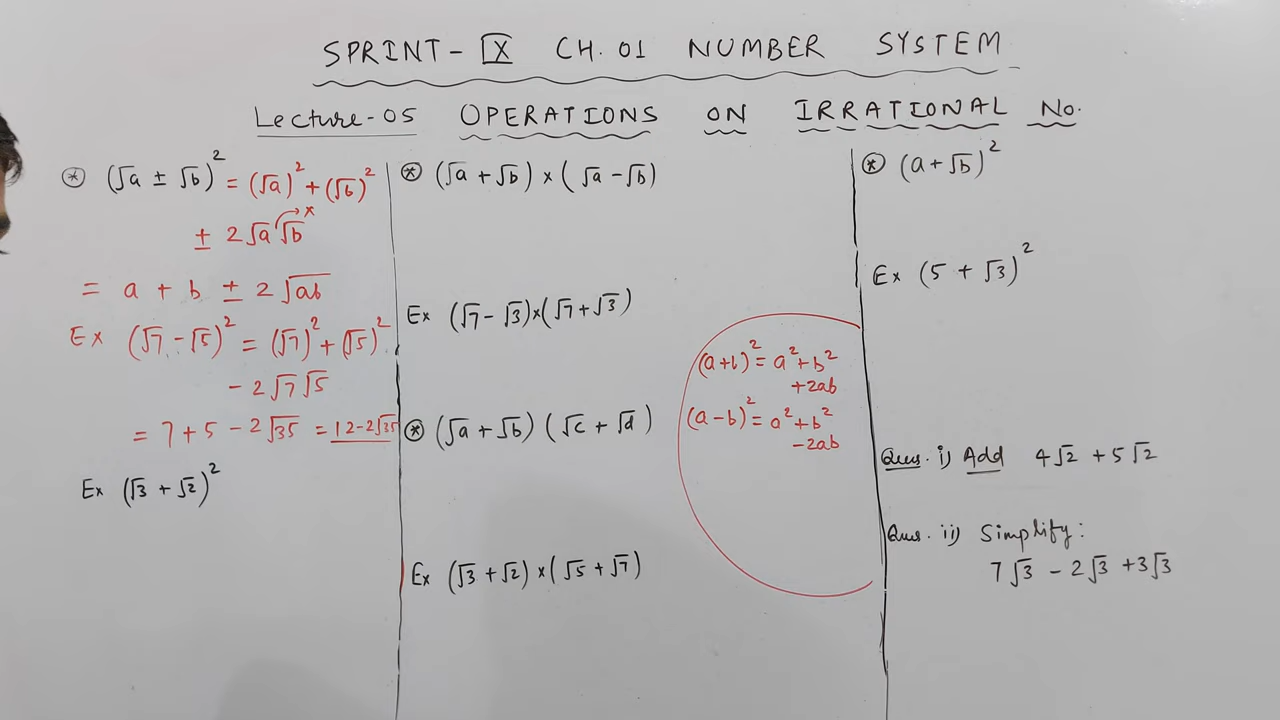 SPRINT- IX CH. 01 NUMBER SYSTEM
Lecture-05 OPERATIONS ON IRRATIONAL No.
⊛ (√a ± √b)² = (√a)² + (√b)²
± 2√a √b ×
= a + b ± 2√ab
Ex (√7 - √5)² = (√7)² + (√5)²
- 2√7√5
= 7 + 5 - 2√35 = 12-2√35
Ex (√3 + √2)²
⊛ (√a + √b) × (√a - √b)
Ex (√7 - √3)×(√7 + √3)
⊛ (√a + √b) (√c + √d)
Ex (√3 + √2) × (√5 + √7)
(a+b)² = a² + b²
+2ab
(a-b)² = a² + b²
-2ab
⊛ (a + √b)²
Ex (5 + √3)²
Ques. i) Add 4√2 + 5√2
Ques. ii) Simplify:
7√3 - 2√3 + 3√3